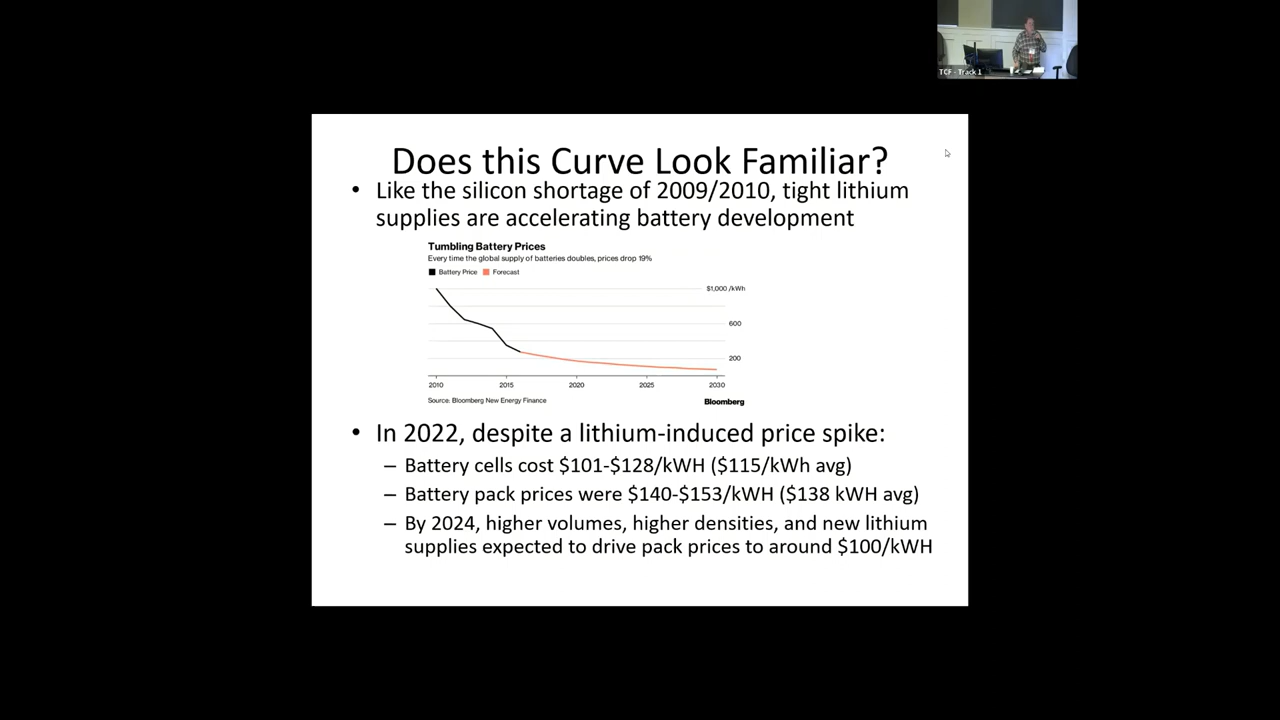 TCF - Track 1
Does this Curve Look Familiar?
• Like the silicon shortage of 2009/2010, tight lithium
supplies are accelerating battery development
Tumbling Battery Prices
Every time the global supply of batteries doubles, prices drop 19%
Battery Price Forecast
$1,000 /kWh
600
200
2010 2015 2020 2025 2030
Source: Bloomberg New Energy Finance Bloomberg
• In 2022, despite a lithium-induced price spike:
– Battery cells cost $101-$128/kWH ($115/kWh avg)
– Battery pack prices were $140-$153/kWH ($138 kWH avg)
– By 2024, higher volumes, higher densities, and new lithium
supplies expected to drive pack prices to around $100/kWH